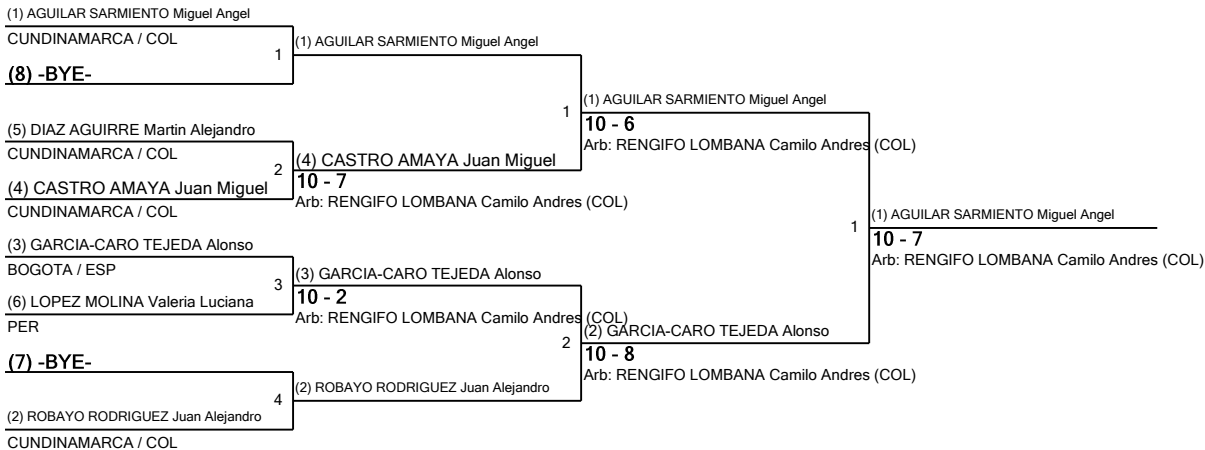 (1) AGUILAR SARMIENTO Miguel Angel
CUNDINAMARCA / COL
(8) -BYE-
(5) DIAZ AGUIRRE Martin Alejandro
CUNDINAMARCA / COL
(4) CASTRO AMAYA Juan Miguel
CUNDINAMARCA / COL
(3) GARCIA-CARO TEJEDA Alonso
BOGOTA / ESP
(6) LOPEZ MOLINA Valeria Luciana
PER
(7) -BYE-
(2) ROBAYO RODRIGUEZ Juan Alejandro
CUNDINAMARCA / COL
1
2
3
4
(1) AGUILAR SARMIENTO Miguel Angel
(4) CASTRO AMAYA Juan Miguel
10 - 7
Arb: RENGIFO LOMBANA Camilo Andres (COL)
(3) GARCIA-CARO TEJEDA Alonso
10 - 2
Arb: RENGIFO LOMBANA Camilo Andres (COL)
(2) ROBAYO RODRIGUEZ Juan Alejandro
1
2
(1) AGUILAR SARMIENTO Miguel Angel
10 - 6
Arb: RENGIFO LOMBANA Camilo Andres (COL)
(2) GARCIA-CARO TEJEDA Alonso
10 - 8
Arb: RENGIFO LOMBANA Camilo Andres (COL)
1
(1) AGUILAR SARMIENTO Miguel Angel
10 - 7
Arb: RENGIFO LOMBANA Camilo Andres (COL)